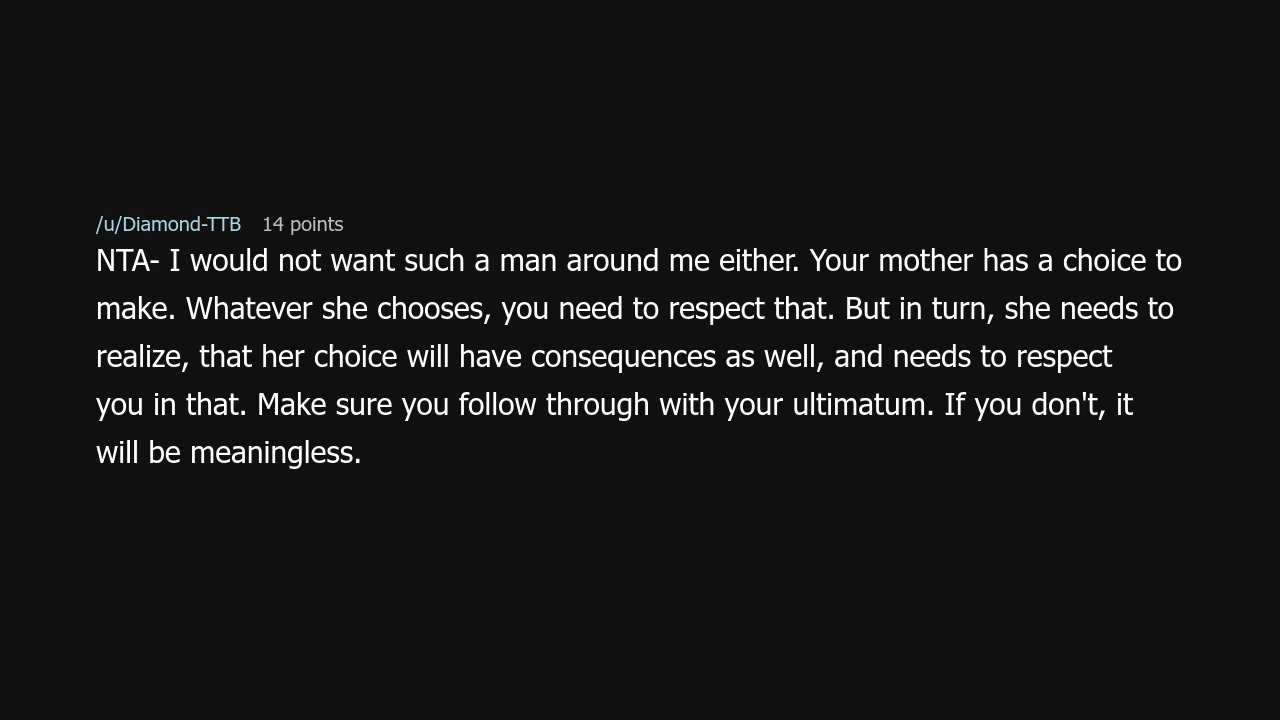 /u/Diamond-TTB 14 points
NTA- I would not want such a man around me either. Your mother has a choice to
make. Whatever she chooses, you need to respect that. But in turn, she needs to
realize, that her choice will have consequences as well, and needs to respect
you in that. Make sure you follow through with your ultimatum. If you don't, it
will be meaningless.